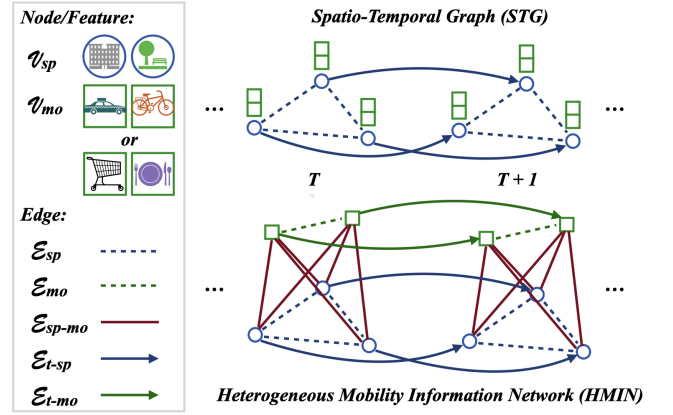 Node/Feature:
𝒱sp
𝒱mo
or
Edge:
ℰsp
ℰmo
ℰsp-mo
ℰt-sp
ℰt-mo
Spatio-Temporal Graph (STG)
... ...
T T + 1
... ...
Heterogeneous Mobility Information Network (HMIN)